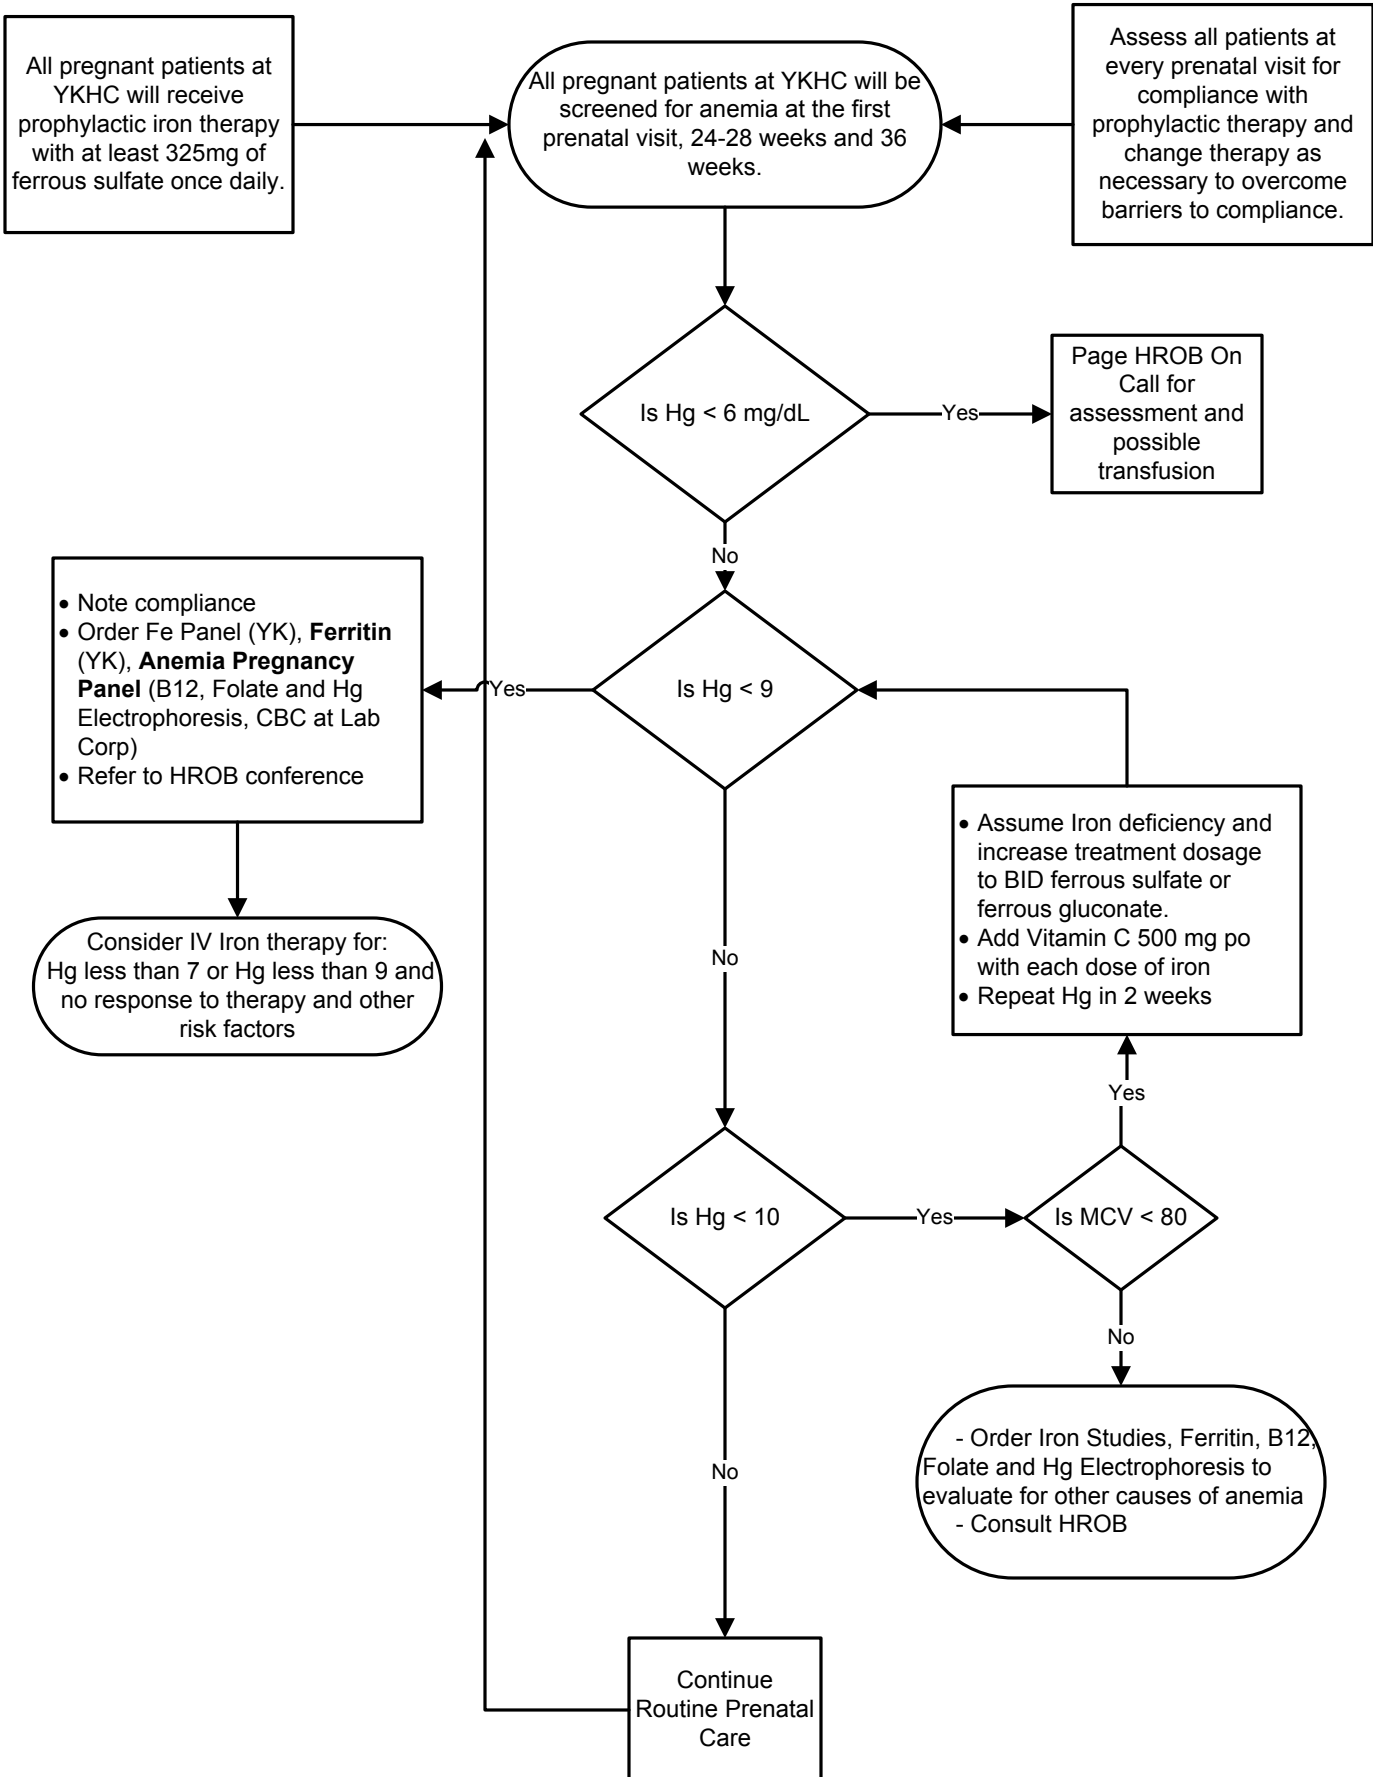 All pregnant patients at
YKHC will receive
prophylactic iron therapy
with at least 325mg of
ferrous sulfate once daily.
All pregnant patients at YKHC will be
screened for anemia at the first
prenatal visit, 24-28 weeks and 36
weeks.
Assess all patients at
every prenatal visit for
compliance with
prophylactic therapy and
change therapy as
necessary to overcome
barriers to compliance.
Is Hg < 6 mg/dL
Yes
Page HROB On
Call for
assessment and
possible
transfusion
No
• Note compliance
• Order Fe Panel (YK), Ferritin
(YK), Anemia Pregnancy
Panel (B12, Folate and Hg
Electrophoresis, CBC at Lab
Corp)
• Refer to HROB conference
Yes
Is Hg < 9
Consider IV Iron therapy for:
Hg less than 7 or Hg less than 9 and
no response to therapy and other
risk factors
No
• Assume Iron deficiency and
increase treatment dosage
to BID ferrous sulfate or
ferrous gluconate.
• Add Vitamin C 500 mg po
with each dose of iron
• Repeat Hg in 2 weeks
Yes
Is Hg < 10
Yes
Is MCV < 80
No
- Order Iron Studies, Ferritin, B12,
Folate and Hg Electrophoresis to
evaluate for other causes of anemia
- Consult HROB
No
Continue
Routine Prenatal
Care